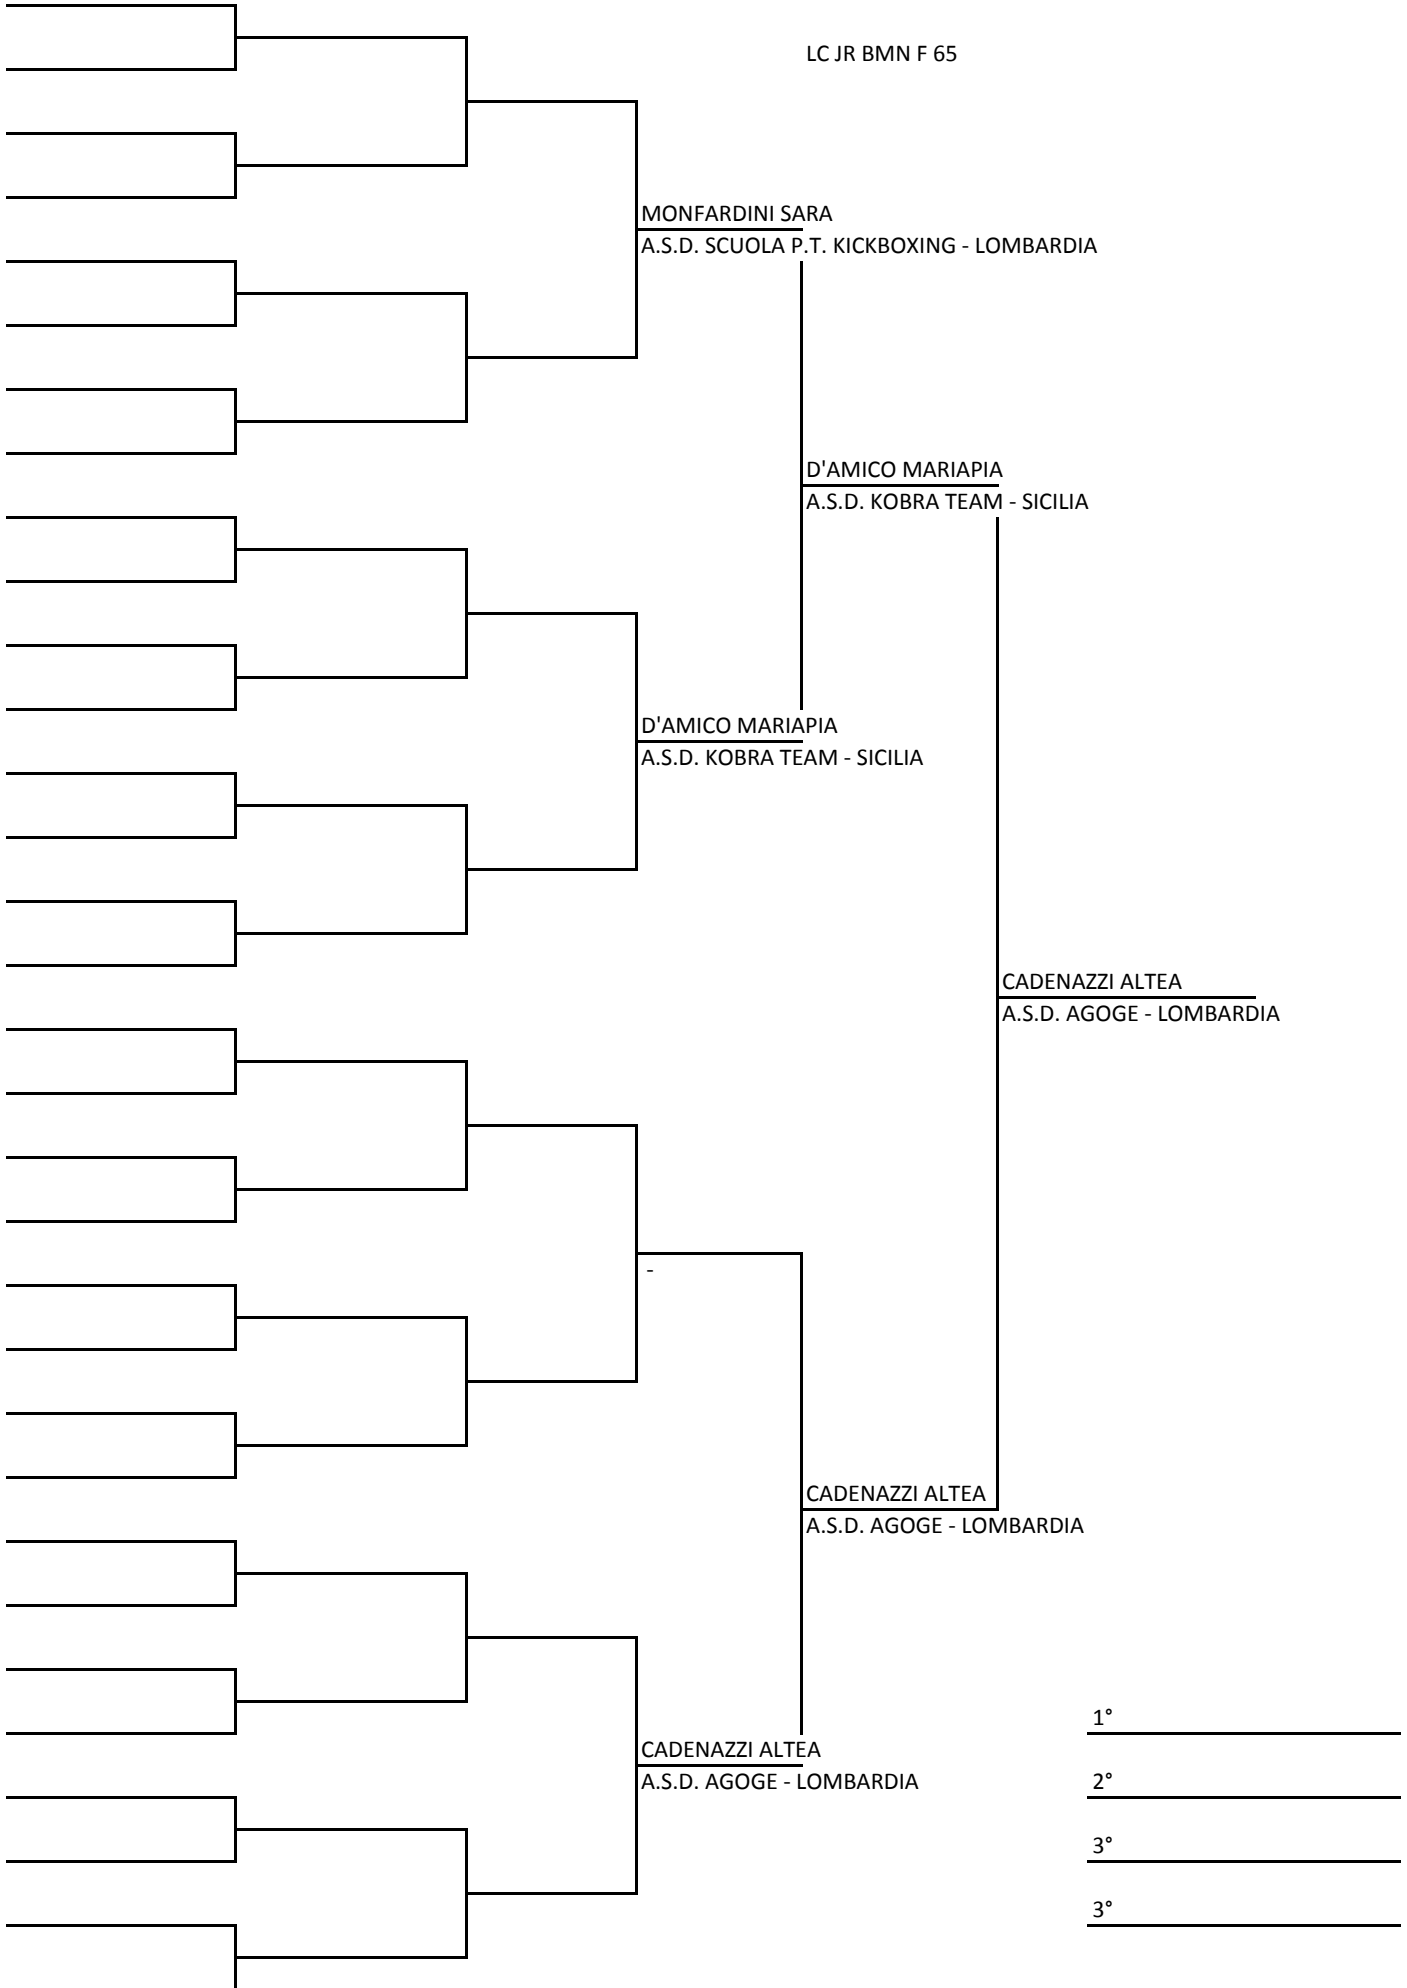 LC JR BMN F 65
MONFARDINI SARA
A.S.D. SCUOLA P.T. KICKBOXING - LOMBARDIA
D'AMICO MARIAPIA
A.S.D. KOBRA TEAM - SICILIA
D'AMICO MARIAPIA
A.S.D. KOBRA TEAM - SICILIA
CADENAZZI ALTEA
A.S.D. AGOGE - LOMBARDIA
-
CADENAZZI ALTEA
A.S.D. AGOGE - LOMBARDIA
1°
CADENAZZI ALTEA
A.S.D. AGOGE - LOMBARDIA
2°
3°
3°